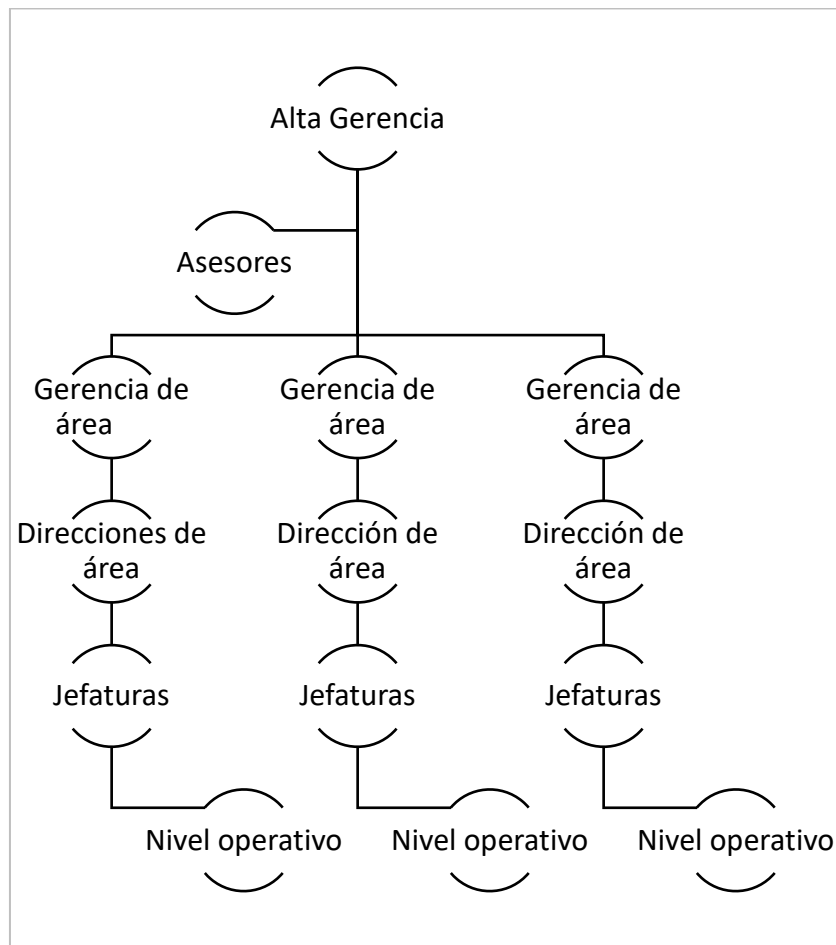 Alta Gerencia
Asesores
Gerencia de
área
Gerencia de
área
Gerencia de
área
Direcciones de
área
Dirección de
área
Dirección de
área
Jefaturas
Jefaturas
Jefaturas
Nivel operativo
Nivel operativo
Nivel operativo